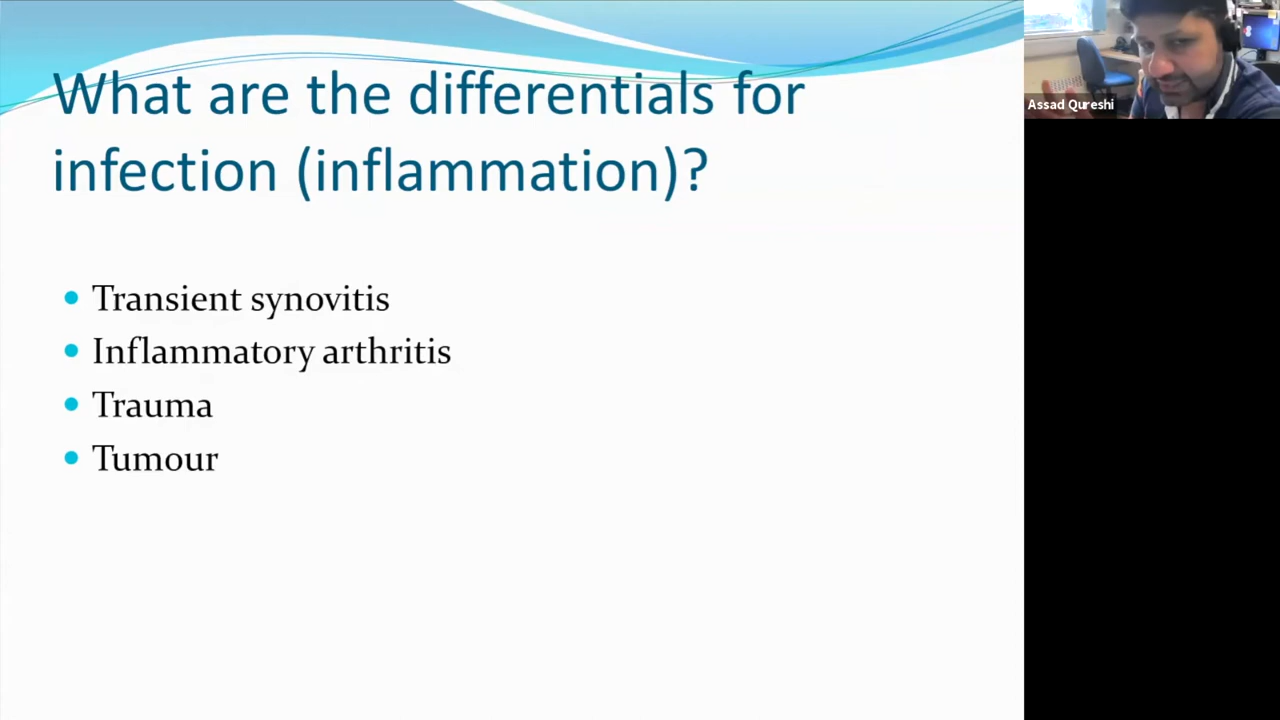 What are the differentials for
infection (inflammation)?
Transient synovitis
Inflammatory arthritis
Trauma
Tumour
Assad Qureshi